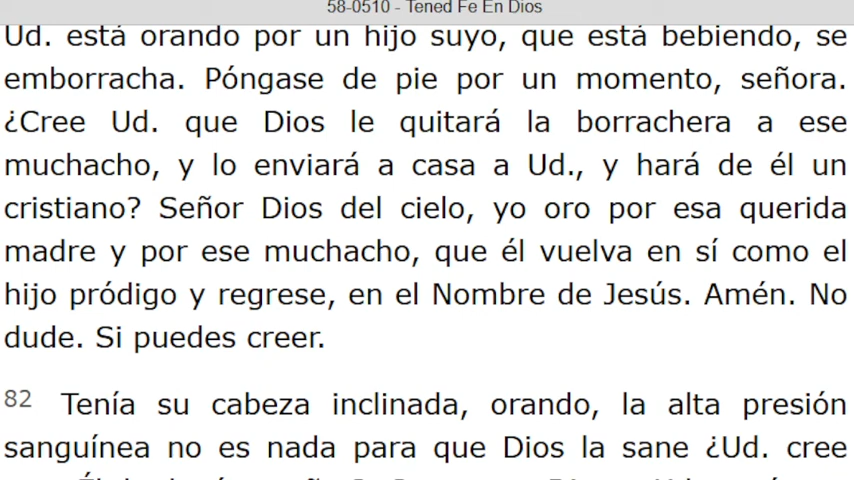 58-0510 - Tened Fe En Dios
Ud. está orando por un hijo suyo, que está bebiendo, se
emborracha. Póngase de pie por un momento, señora.
¿Cree Ud. que Dios le quitará la borrachera a ese
muchacho, y lo enviará a casa a Ud., y hará de él un
cristiano? Señor Dios del cielo, yo oro por esa querida
madre y por ese muchacho, que él vuelva en sí como el
hijo pródigo y regrese, en el Nombre de Jesús. Amén. No
dude. Si puedes creer.
82 Tenía su cabeza inclinada, orando, la alta presión
sanguínea no es nada para que Dios la sane ¿Ud. cree